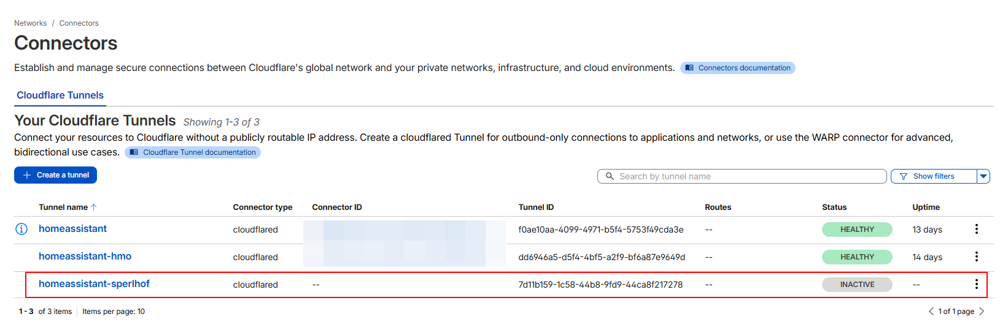 Networks / Connectors
Connectors
Establish and manage secure connections between Cloudflare's global network and your private networks, infrastructure, and cloud environments. Connectors documentation
Cloudflare Tunnels
Your Cloudflare Tunnels Showing 1-3 of 3
Connect your resources to Cloudflare without a publicly routable IP address. Create a cloudflared Tunnel for outbound-only connections to applications and networks, or use the WARP connector for advanced,
bidirectional use cases. Cloudflare Tunnel documentation
+ Create a tunnel Search by tunnel name Show filters
Tunnel name ↑ Connector type Connector ID Tunnel ID Routes Status Uptime
homeassistant cloudflared f0ae10aa-4099-4971-b5f4-5753f49cda3e -- HEALTHY 13 days
homeassistant-hmo cloudflared dd6946a5-d5f4-4bf5-a2f9-bf6a87e9649d -- HEALTHY 14 days
homeassistant-sperlhof cloudflared -- 7d11b159-1c58-44b8-9fd9-44ca8f217278 -- INACTIVE --
1 - 3 of 3 items Items per page: 10 1 of 1 page